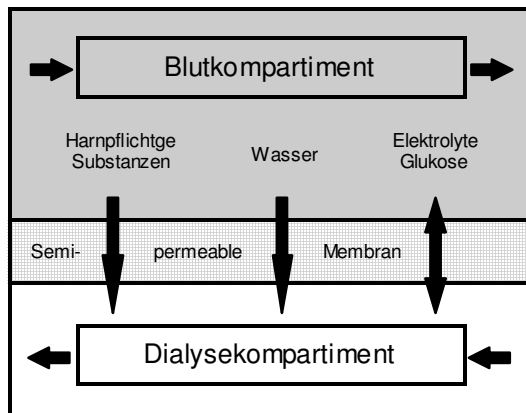 Blutkompartiment
Harnpflichtge
Substanzen
Wasser
Elektrolyte
Glukose
Semi- permeable Membran
Dialysekompartiment